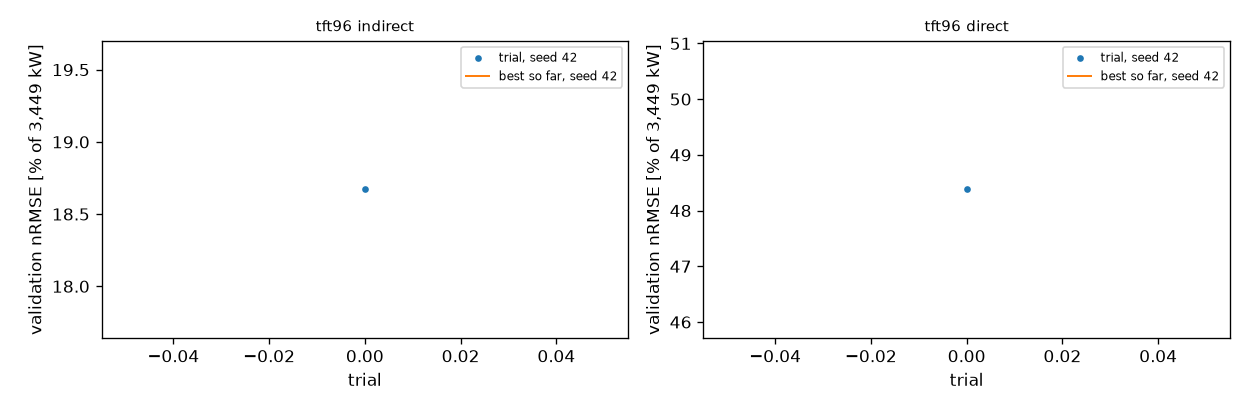 tft96 indirect
validation nRMSE [% of 3,449 kW]
19.5
19.0
18.5
18.0
trial, seed 42
best so far, seed 42
−0.04 −0.02 0.00 0.02 0.04
trial
tft96 direct
validation nRMSE [% of 3,449 kW]
51
50
49
48
47
46
trial, seed 42
best so far, seed 42
−0.04 −0.02 0.00 0.02 0.04
trial